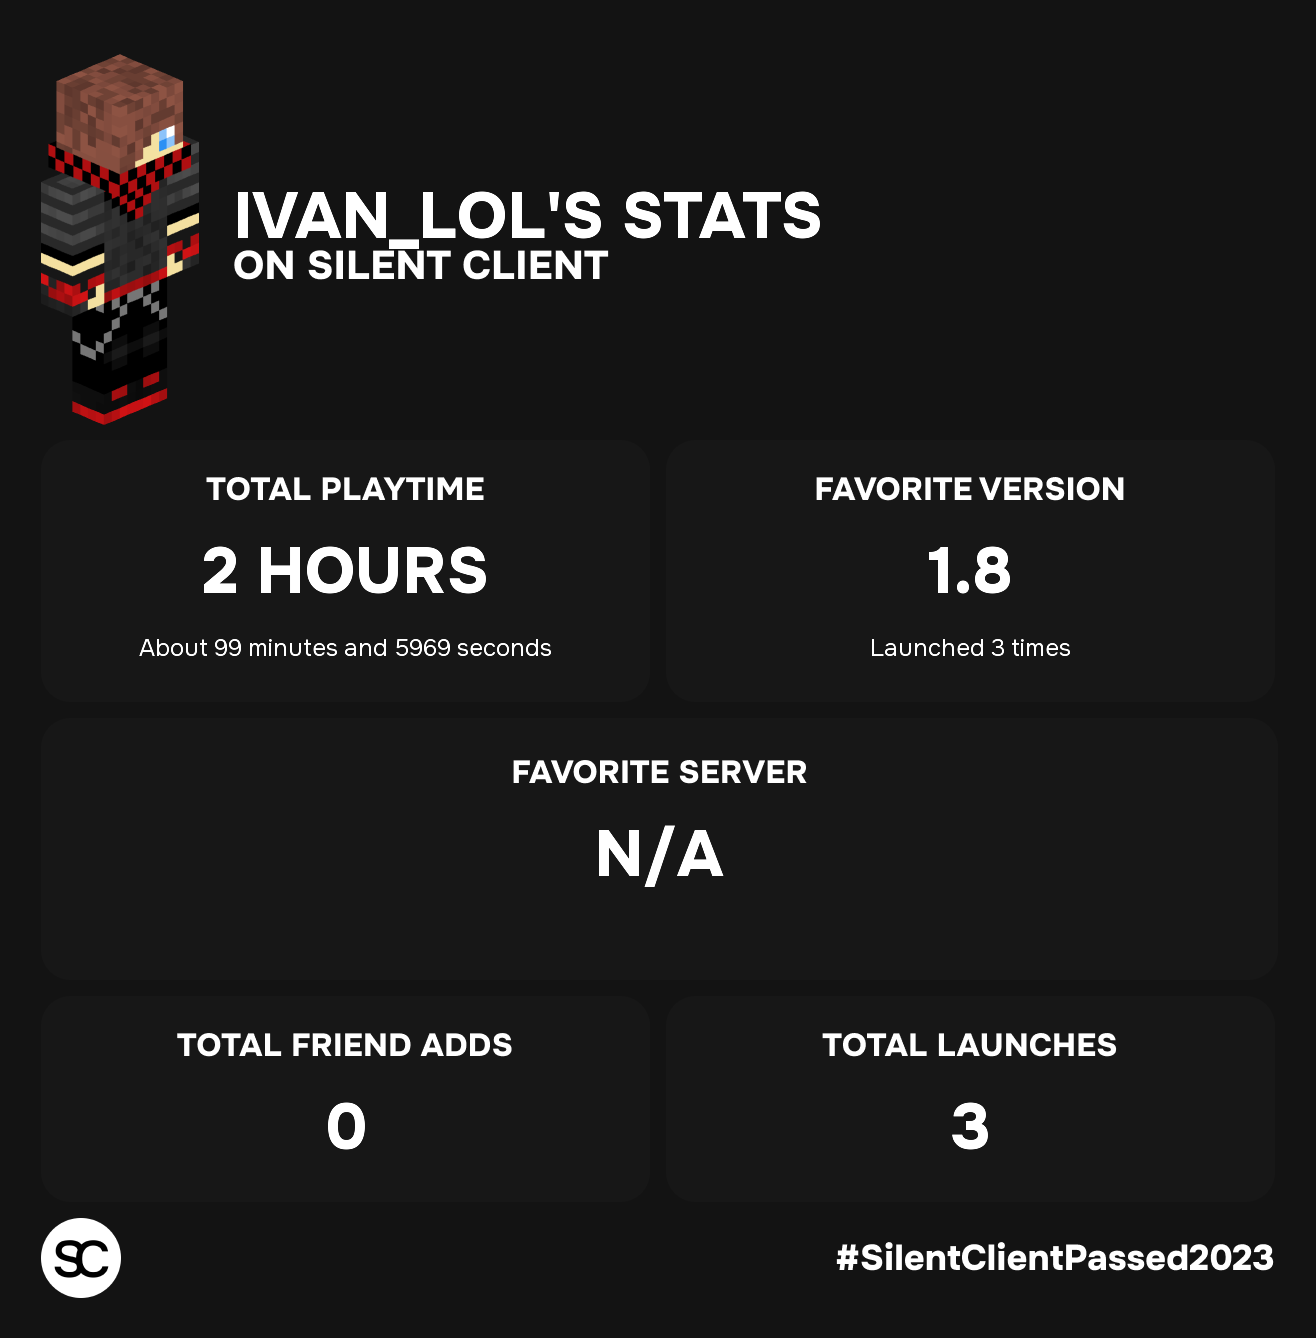 IVAN_LOL'S STATS
ON SILENT CLIENT
TOTAL PLAYTIME
2 HOURS
About 99 minutes and 5969 seconds
FAVORITE VERSION
1.8
Launched 3 times
FAVORITE SERVER
N/A
TOTAL FRIEND ADDS
0
TOTAL LAUNCHES
3
SC
#SilentClientPassed2023